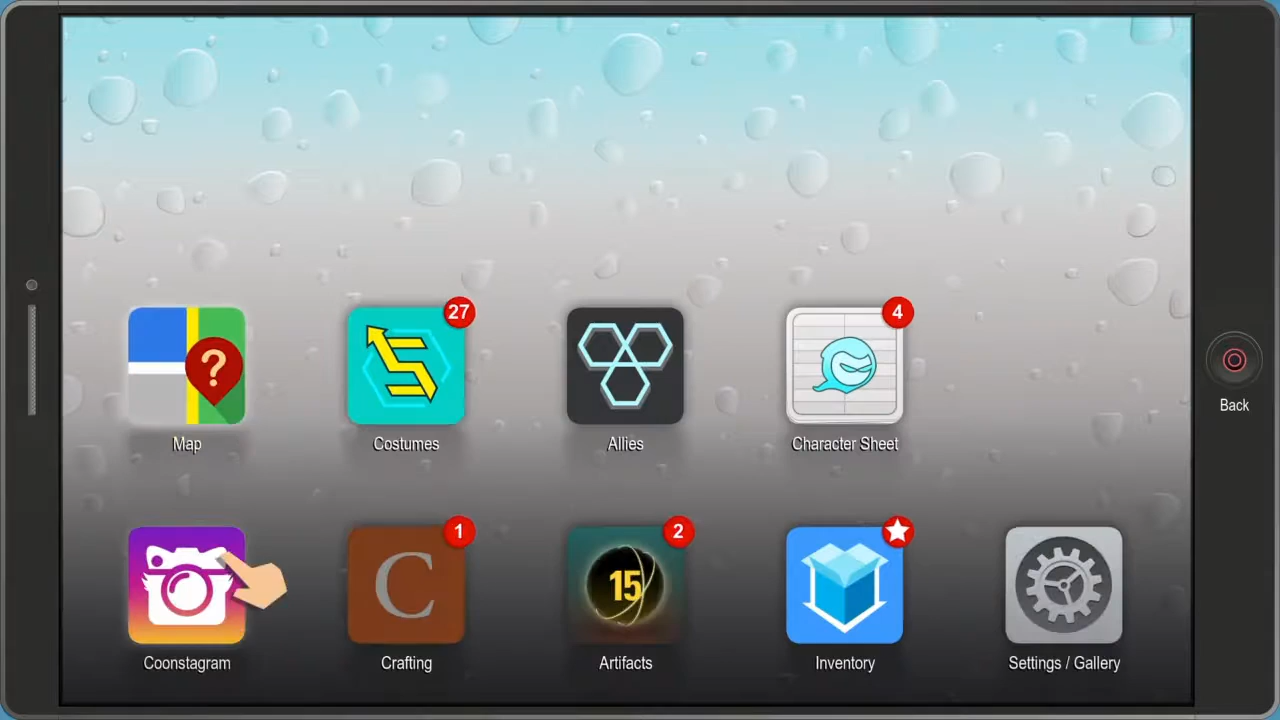 27
4
?
Back
Map
Costumes
Allies
Character Sheet
1
2
C
15
Coonstagram
Crafting
Artifacts
Inventory
Settings / Gallery